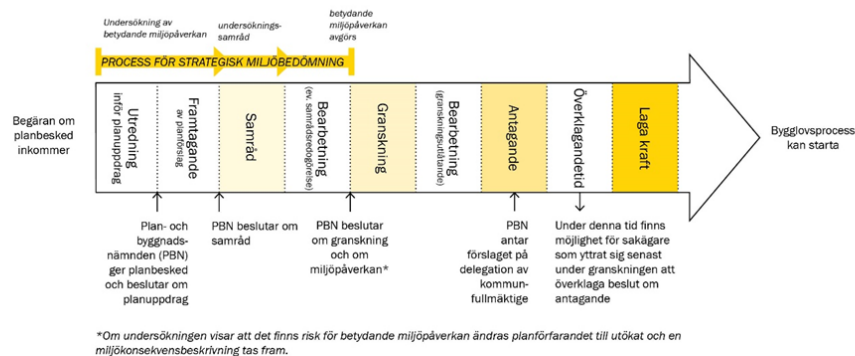 Undersökning av
betydande miljöpåverkan
undersöknings-
samråd
betydande
miljöpåverkan
avgörs
PROCESS FÖR STRATEGISK MILJÖBEDÖMNING
Begäran om
planbesked
inkommer
Utredning
inför planuppdrag
Framtagande
av planförslag
Samråd
Bearbetning
(ev. samrådsredogörelse)
Granskning
Bearbetning
(granskningsutlåtande)
Antagande
Överklagandetid
Laga kraft
Bygglovsprocess
kan starta
Plan- och
byggnads-
nämnden (PBN)
ger planbesked
och beslutar om
planuppdrag
PBN beslutar om
samråd
PBN beslutar
om granskning
och om
miljöpåverkan*
PBN
antar
förslaget på
delegation av
kommun-
fullmäktige
Under denna tid finns
möjlighet för sakägare
som yttrat sig senast
under granskningen att
överklaga beslut om
antagande
*Om undersökningen visar att det finns risk för betydande miljöpåverkan ändras planförfarandet till utökat och en
miljökonsekvensbeskrivning tas fram.